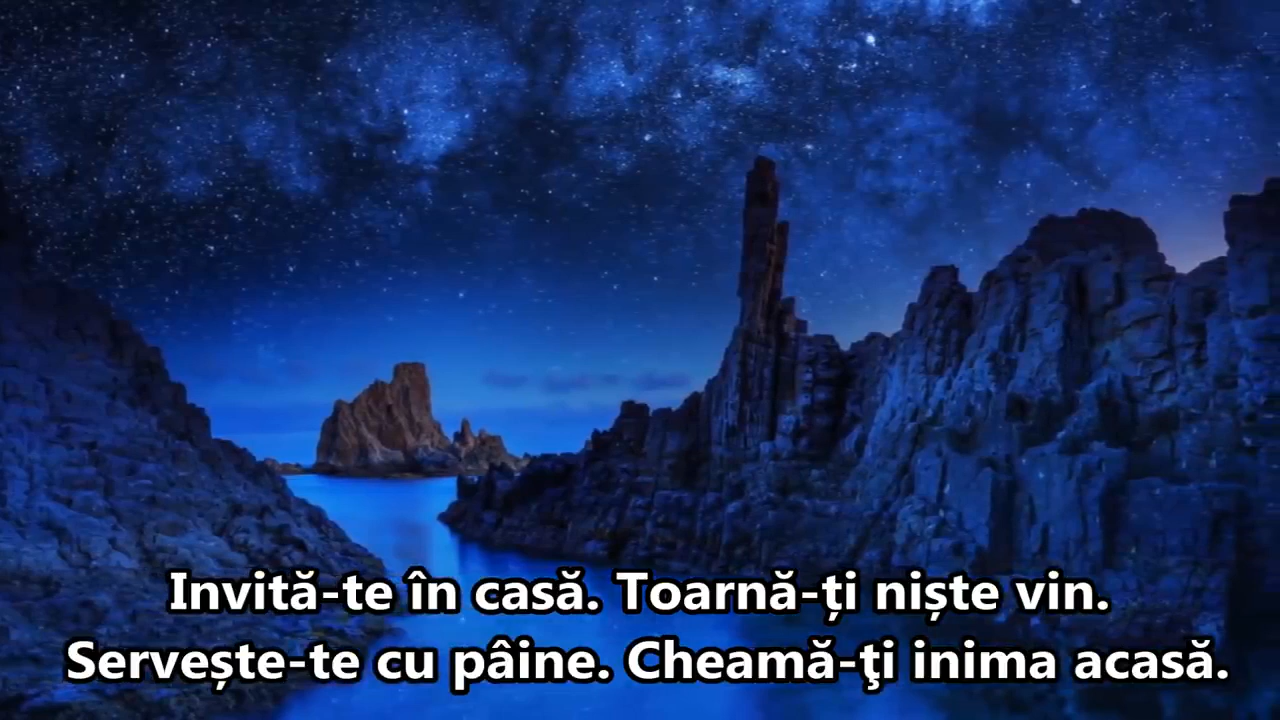 Invită-te în casă. Toarnă-ți niște vin.
Servește-te cu pâine. Cheamă-ţi inima acasă.